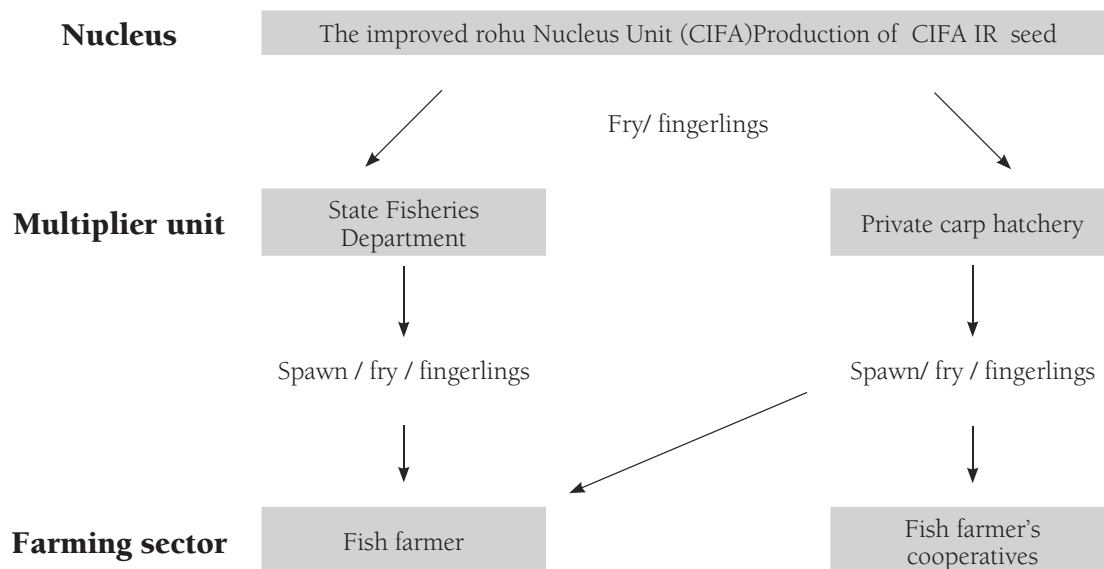 Nucleus
The improved rohu Nucleus Unit (CIFA)Production of CIFA IR seed
Fry/ fingerlings
Multiplier unit
State Fisheries
Department
Private carp hatchery
Spawn / fry / fingerlings
Spawn/ fry / fingerlings
Farming sector
Fish farmer
Fish farmer's
cooperatives